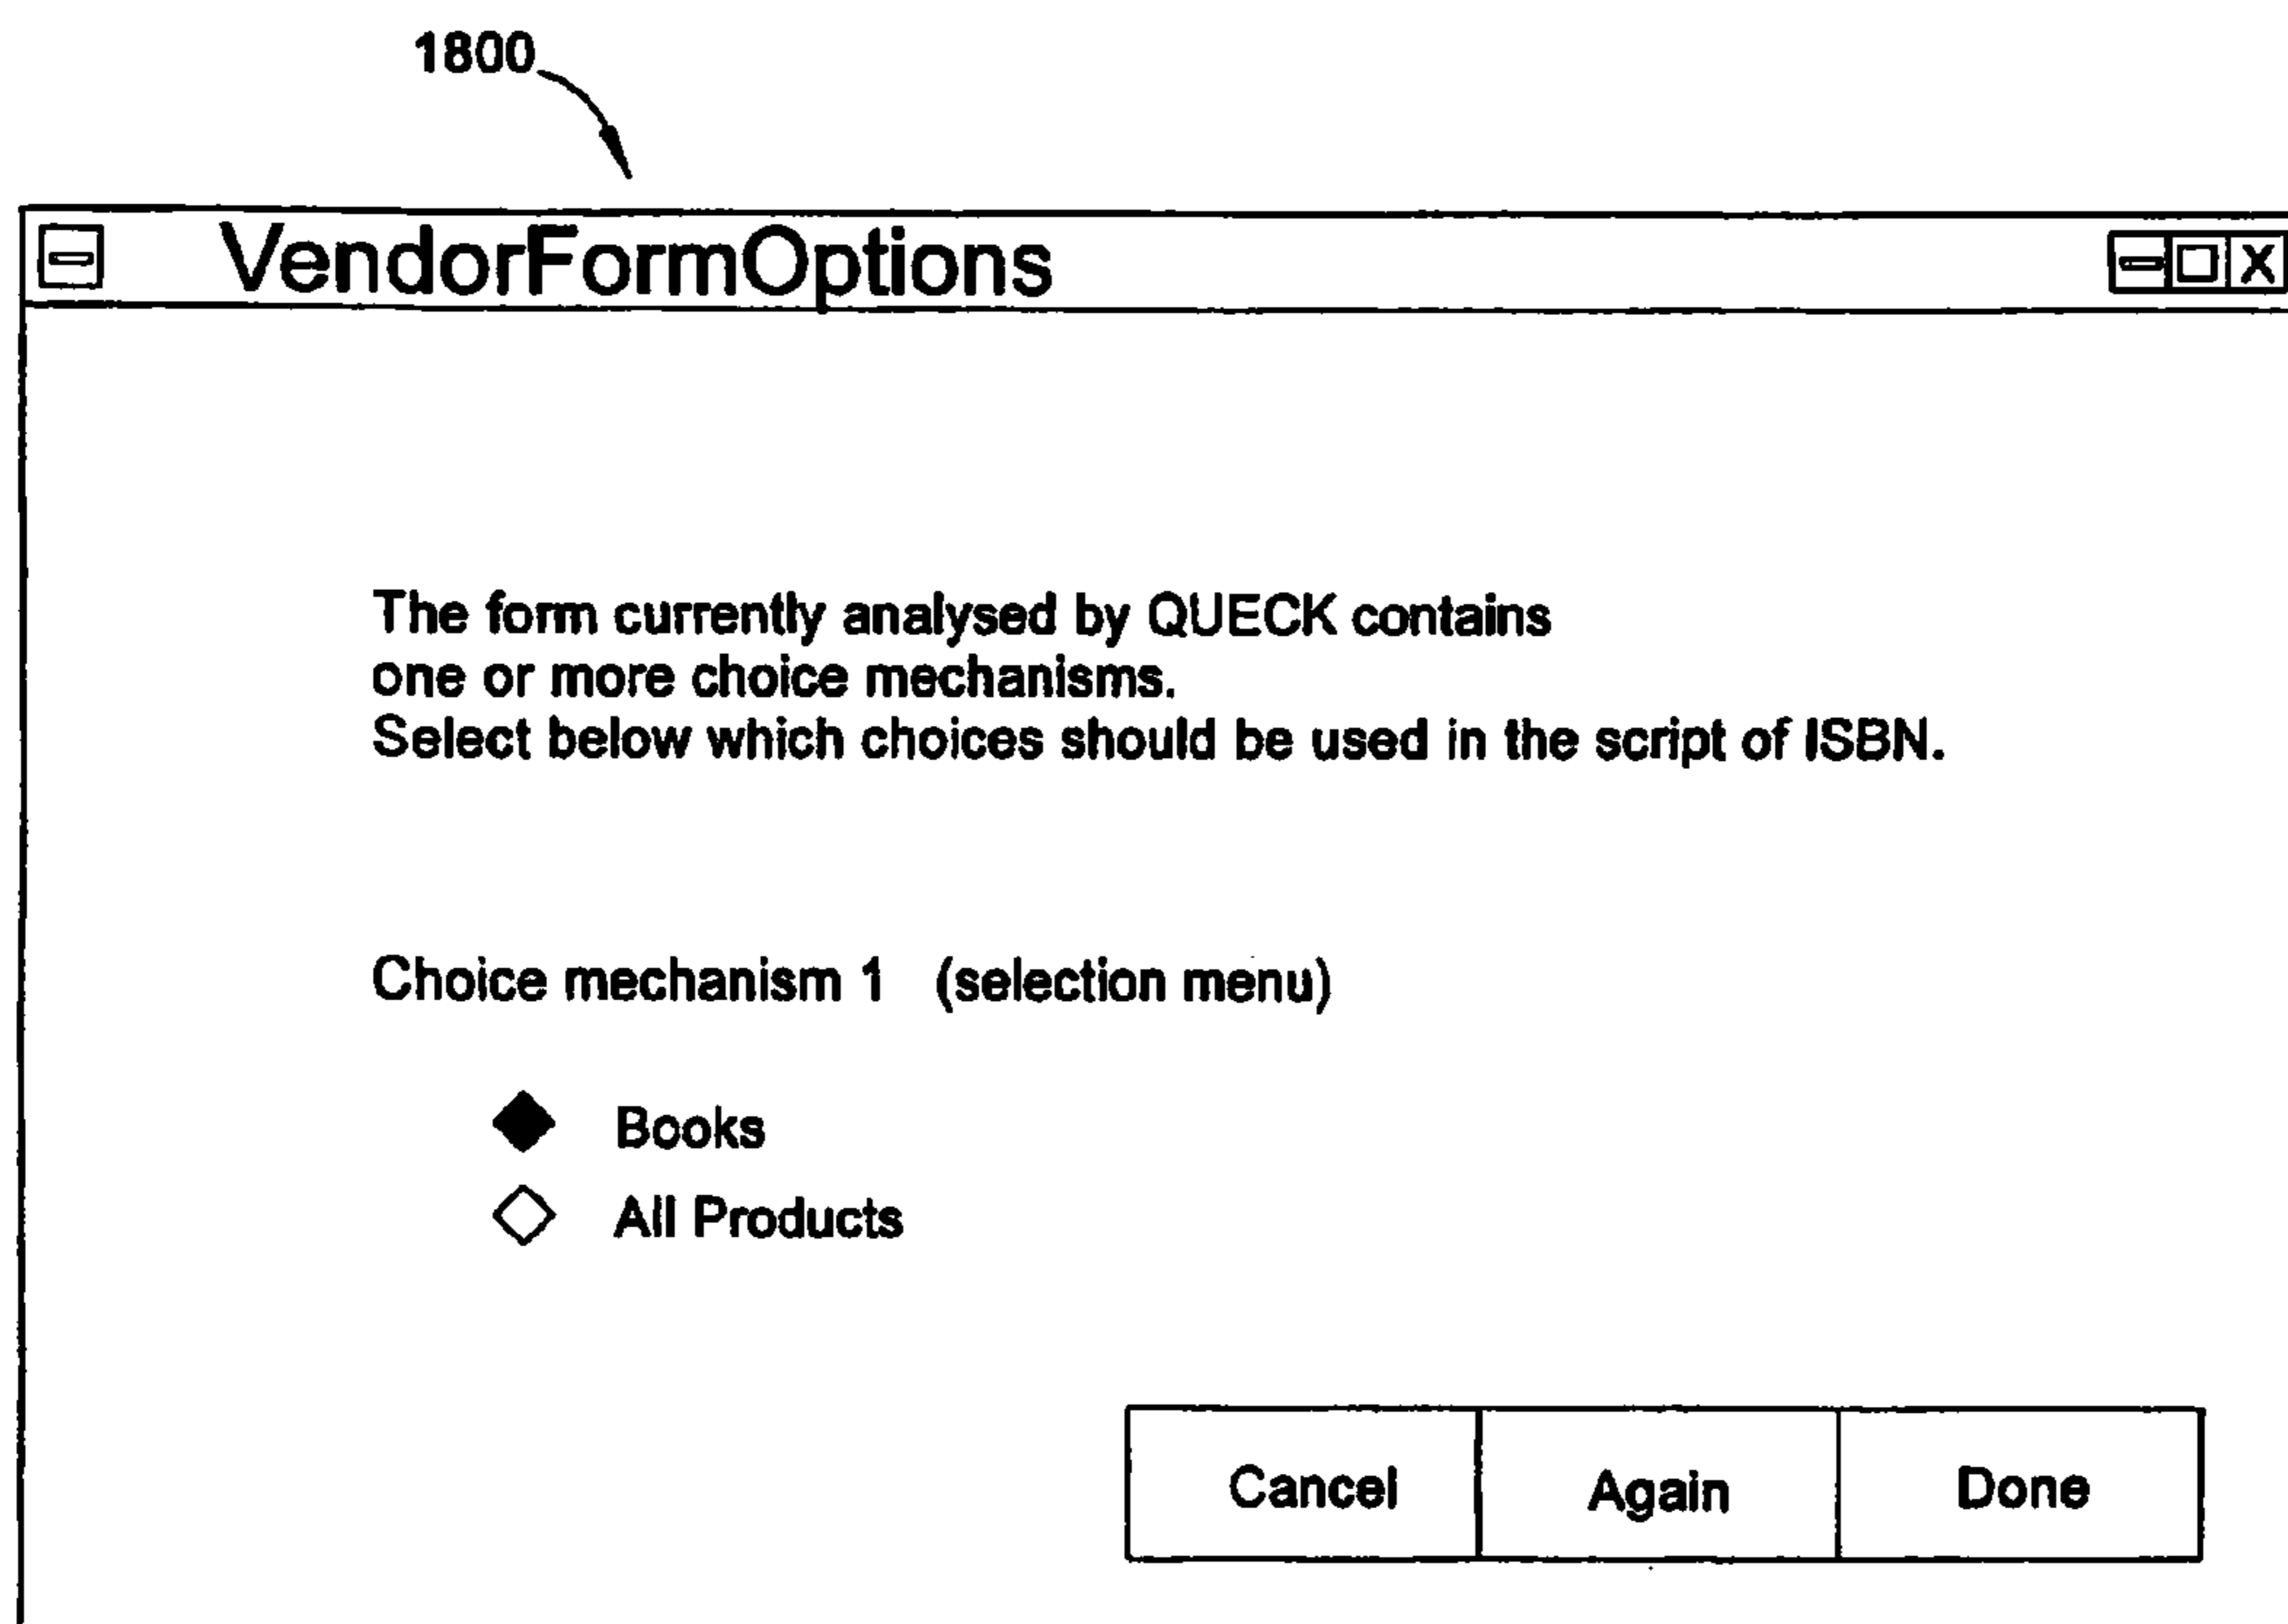 1800
VendorFormOptions
The form currently analysed by QUECK contains
one or more choice mechanisms.
Select below which choices should be used in the script of ISBN.
Choice mechanism 1 (selection menu)
Books
All Products
Cancel Again Done